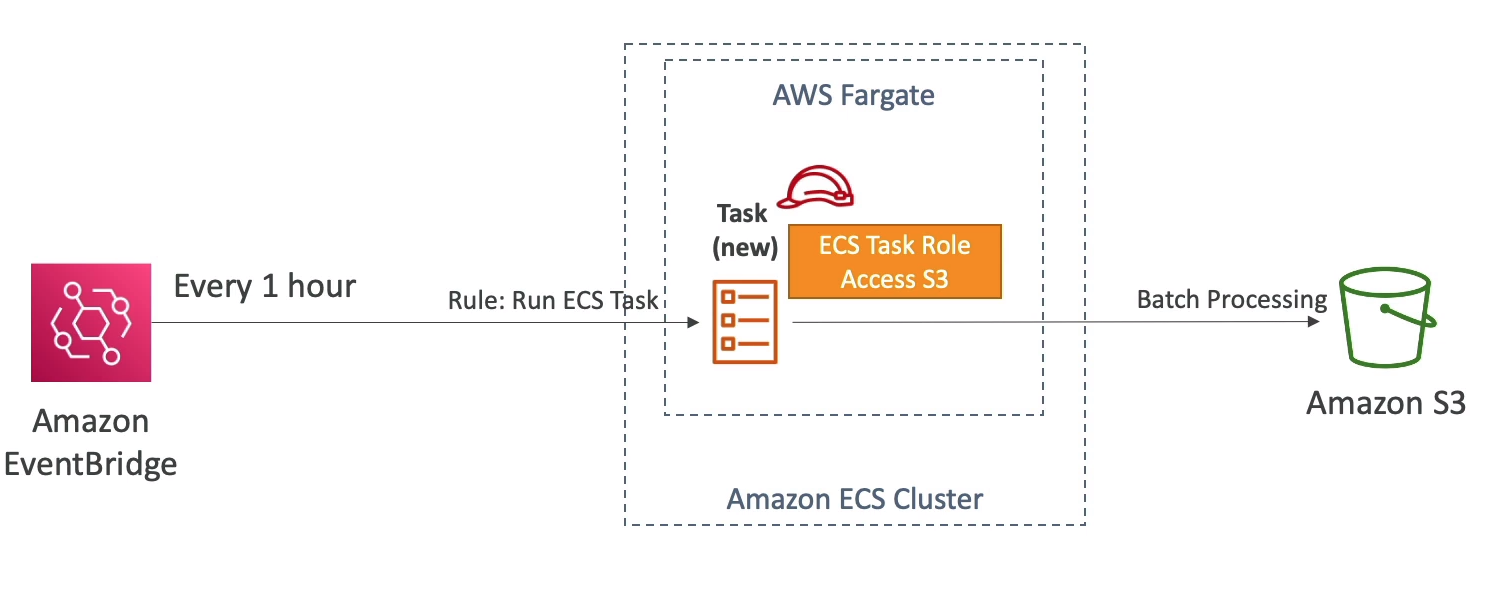 AWS Fargate
Task
(new)
ECS Task Role
Access S3
Every 1 hour
Rule: Run ECS Task
Batch Processing
Amazon
EventBridge
Amazon S3
Amazon ECS Cluster